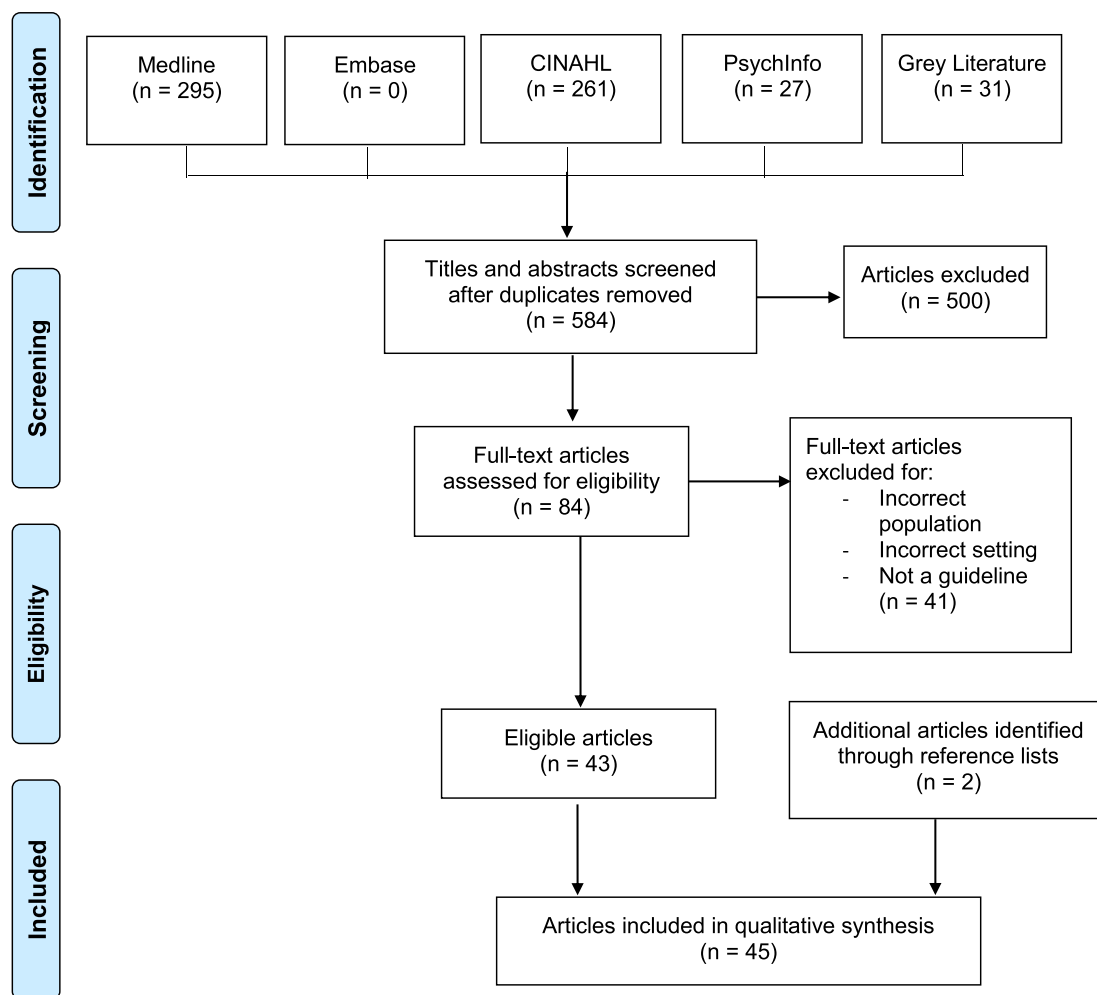 Identification
Medline
(n = 295)
Embase
(n = 0)
CINAHL
(n = 261)
PsychInfo
(n = 27)
Grey Literature
(n = 31)
Screening
Titles and abstracts screened
after duplicates removed
(n = 584)
Articles excluded
(n = 500)
Full-text articles
assessed for eligibility
(n = 84)
Full-text articles
excluded for:
- Incorrect
population
- Incorrect setting
- Not a guideline
(n = 41)
Eligibility
Eligible articles
(n = 43)
Additional articles identified
through reference lists
(n = 2)
Included
Articles included in qualitative synthesis
(n = 45)